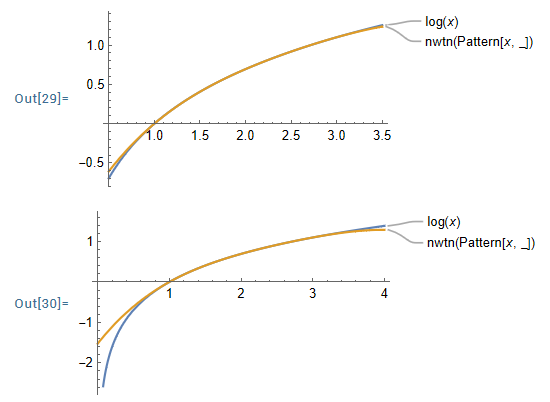 log(x)
nwtn(Pattern[x, _])
1.0
0.5
Out[29]=
1.0 1.5 2.0 2.5 3.0 3.5
−0.5
log(x)
1
nwtn(Pattern[x, _])
1 2 3 4
Out[30]=
−1
−2